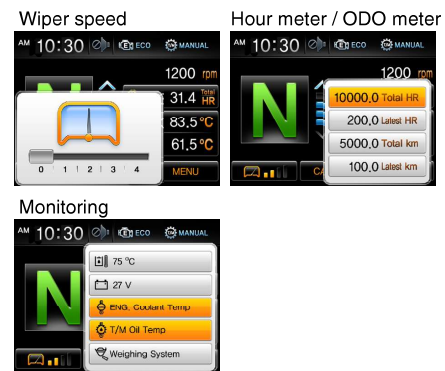 Wiper speed
AM 10:30 ECO MANUAL
1200 rpm
N
31.4 Total HR
83.5 °C
61.5 °C
0 1 2 3 4
MENU
Hour meter / ODO meter
AM 10:30 ECO MANUAL
1200 rpm
N
10000.0 Total HR
200.0 Latest HR
5000.0 Total km
100.0 Latest km
CA
Monitoring
AM 10:30 ECO MANUAL
N
75 °C
27 V
ENG. Coolant Temp
T/M Oil Temp
Weighing System